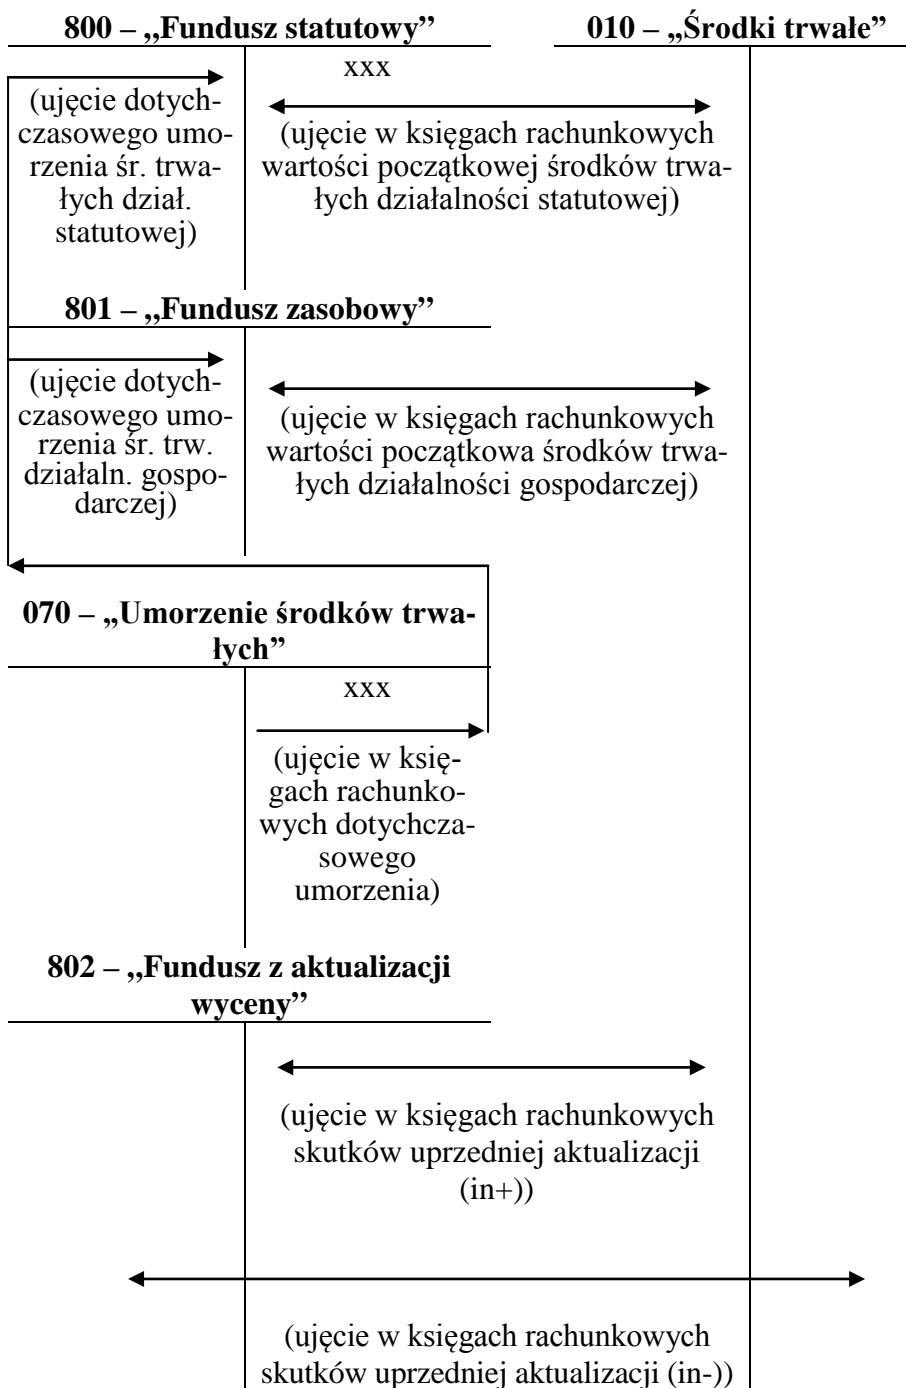 800 – „Fundusz statutowy”
010 – „Środki trwałe”
xxx
(ujęcie dotych-
czasowego umo-
rzenia śr. trwa-
łych dział.
statutowej)
(ujęcie w księgach rachunkowych
wartości początkowej środków trwa-
łych działalności statutowej)
801 – „Fundusz zasobowy”
(ujęcie dotych-
czasowego umo-
rzenia śr. trw.
działaln. gospo-
darczej)
(ujęcie w księgach rachunkowych
wartości początkowa środków trwa-
łych działalności gospodarczej)
070 – „Umorzenie środków trwa-
łych”
xxx
(ujęcie w księ-
gach rachunko-
wych dotychcza-
sowego
umorzenia)
802 – „Fundusz z aktualizacji
wyceny”
(ujęcie w księgach rachunkowych
skutków uprzedniej aktualizacji
(in+))
(ujęcie w księgach rachunkowych
skutków uprzedniej aktualizacji (in-))